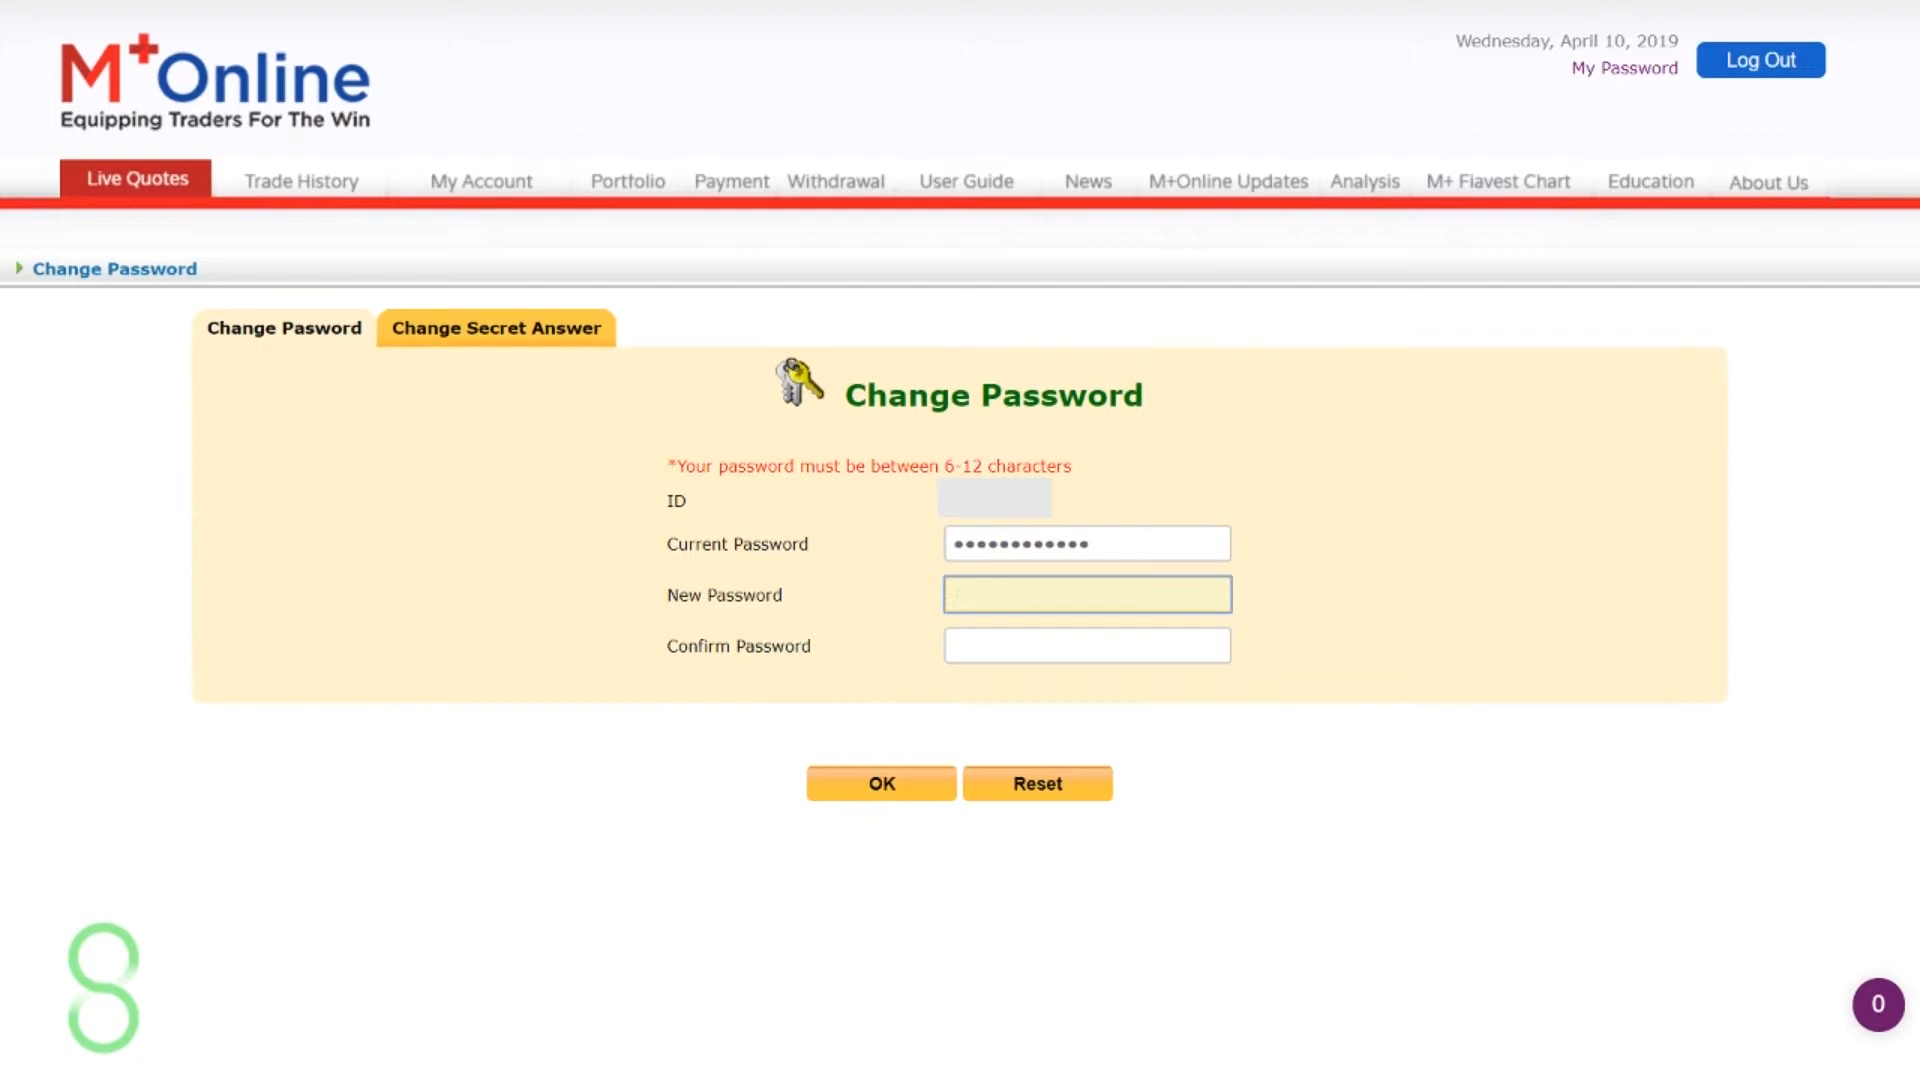 M+Online
Equipping Traders For The Win
Wednesday, April 10, 2019
My Password
Log Out
Live Quotes Trade History My Account Portfolio Payment Withdrawal User Guide News M+Online Updates Analysis M+ Fiavest Chart Education About Us
Change Password
Change Pasword Change Secret Answer
Change Password
*Your password must be between 6-12 characters
ID
Current Password ••••••••••••
New Password
Confirm Password
OK Reset
8
0